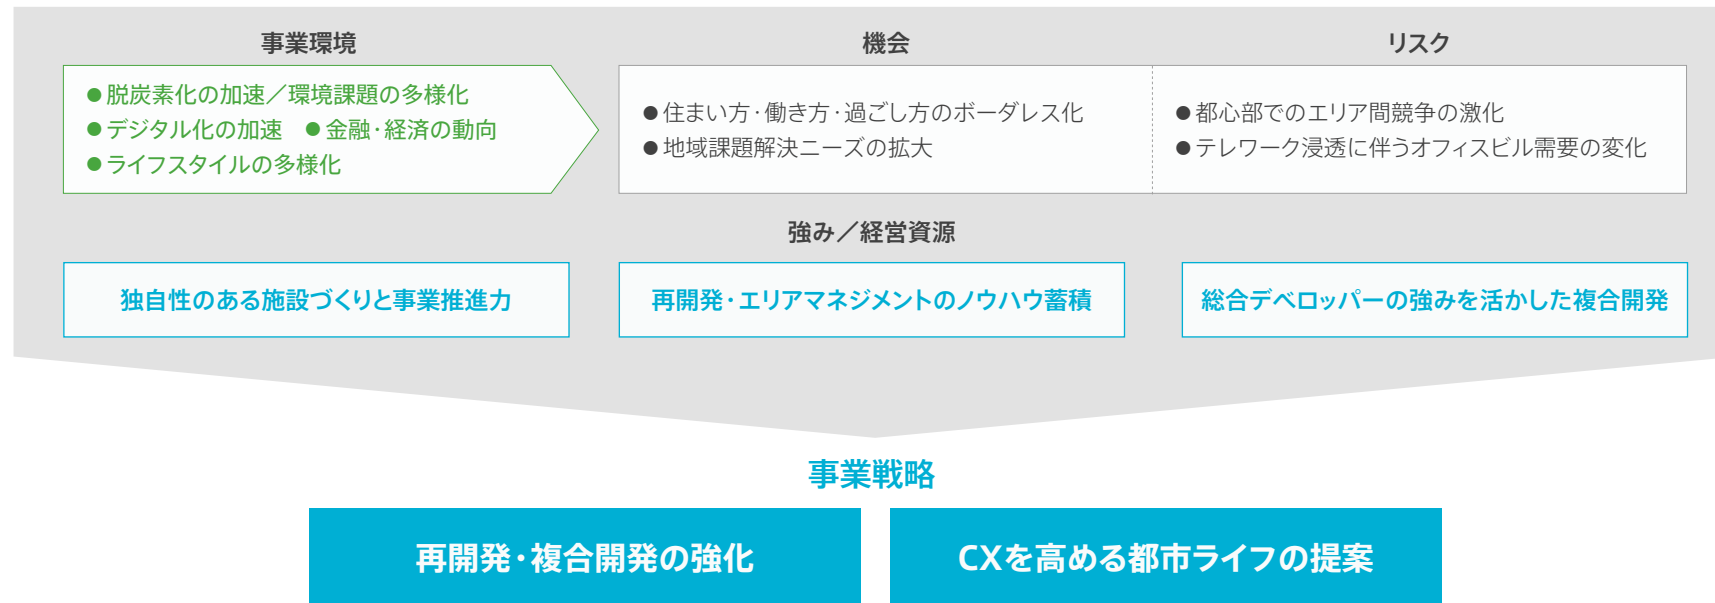 事業環境
●脱炭素化の加速／環境課題の多様化
●デジタル化の加速 ●金融・経済の動向
●ライフスタイルの多様化
機会
●住まい方・働き方・過ごし方のボーダレス化
●地域課題解決ニーズの拡大
リスク
●都心部でのエリア間競争の激化
●テレワーク浸透に伴うオフィスビル需要の変化
強み／経営資源
独自性のある施設づくりと事業推進力
再開発・エリアマネジメントのノウハウ蓄積
総合デベロッパーの強みを活かした複合開発
事業戦略
再開発・複合開発の強化
CXを高める都市ライフの提案